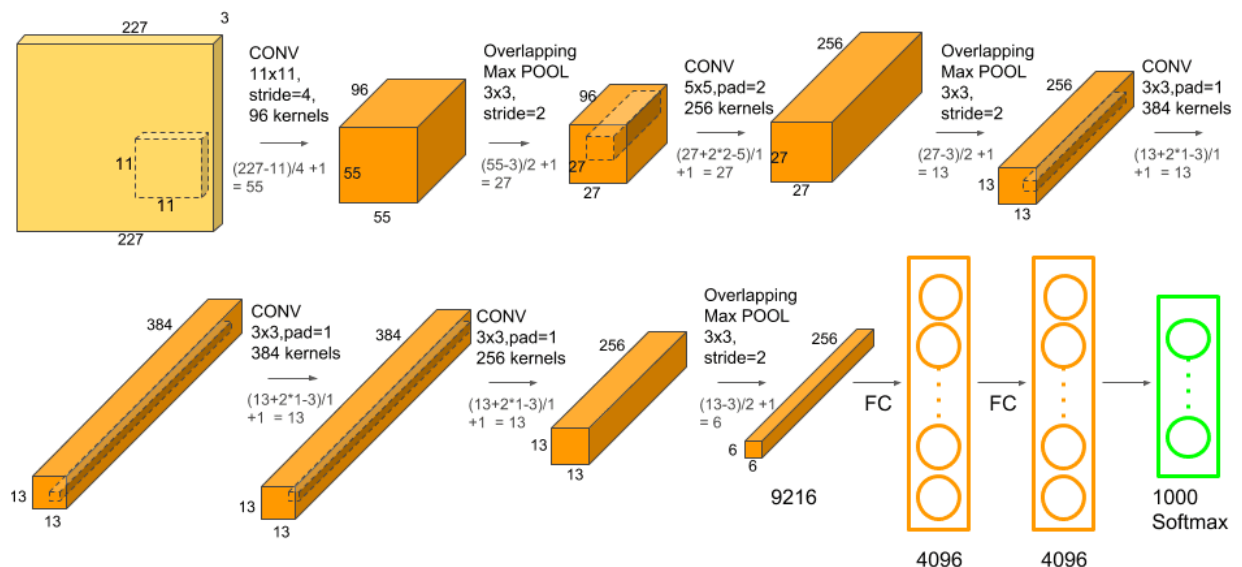 227
3
CONV
11x11,
stride=4,
96 kernels
(227-11)/4 +1
= 55
11
11
227
96
55
55
Overlapping
Max POOL
3x3,
stride=2
(55-3)/2 +1
= 27
96
27
27
CONV
5x5,pad=2
256 kernels
(27+2*2-5)/1
+1 = 27
256
27
27
Overlapping
Max POOL
3x3,
stride=2
(27-3)/2 +1
= 13
256
13
13
CONV
3x3,pad=1
384 kernels
(13+2*1-3)/1
+1 = 13
384
13
13
CONV
3x3,pad=1
384 kernels
(13+2*1-3)/1
+1 = 13
384
13
13
CONV
3x3,pad=1
256 kernels
(13+2*1-3)/1
+1 = 13
256
13
13
Overlapping
Max POOL
3x3,
stride=2
(13-3)/2 +1
= 6
256
6
6
9216
FC
4096
FC
4096
1000
Softmax